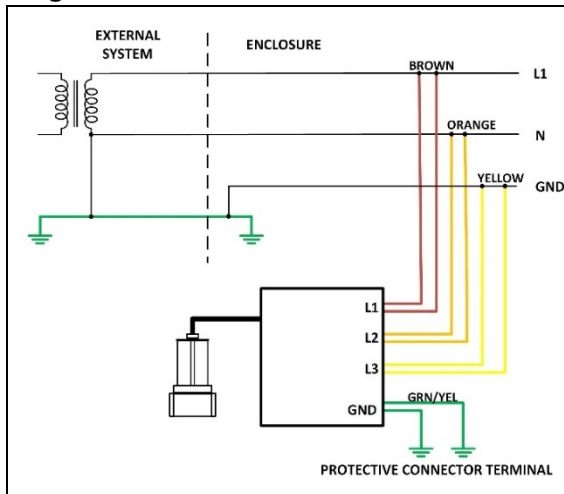 EXTERNAL
SYSTEM
ENCLOSURE
BROWN
L1
ORANGE
N
YELLOW
GND
L1
L2
L3
GRN/YEL
GND
PROTECTIVE CONNECTOR TERMINAL